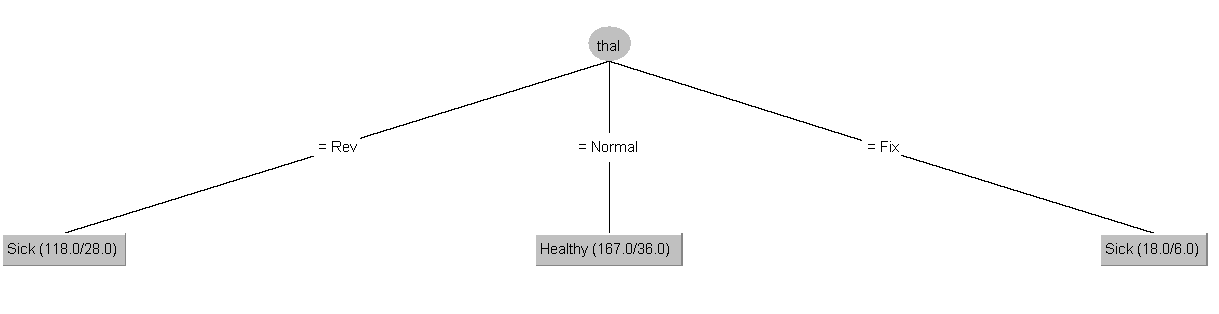 thal
= Rev
= Normal
= Fix
Sick (118.0/28.0)
Healthy (167.0/36.0)
Sick (18.0/6.0)